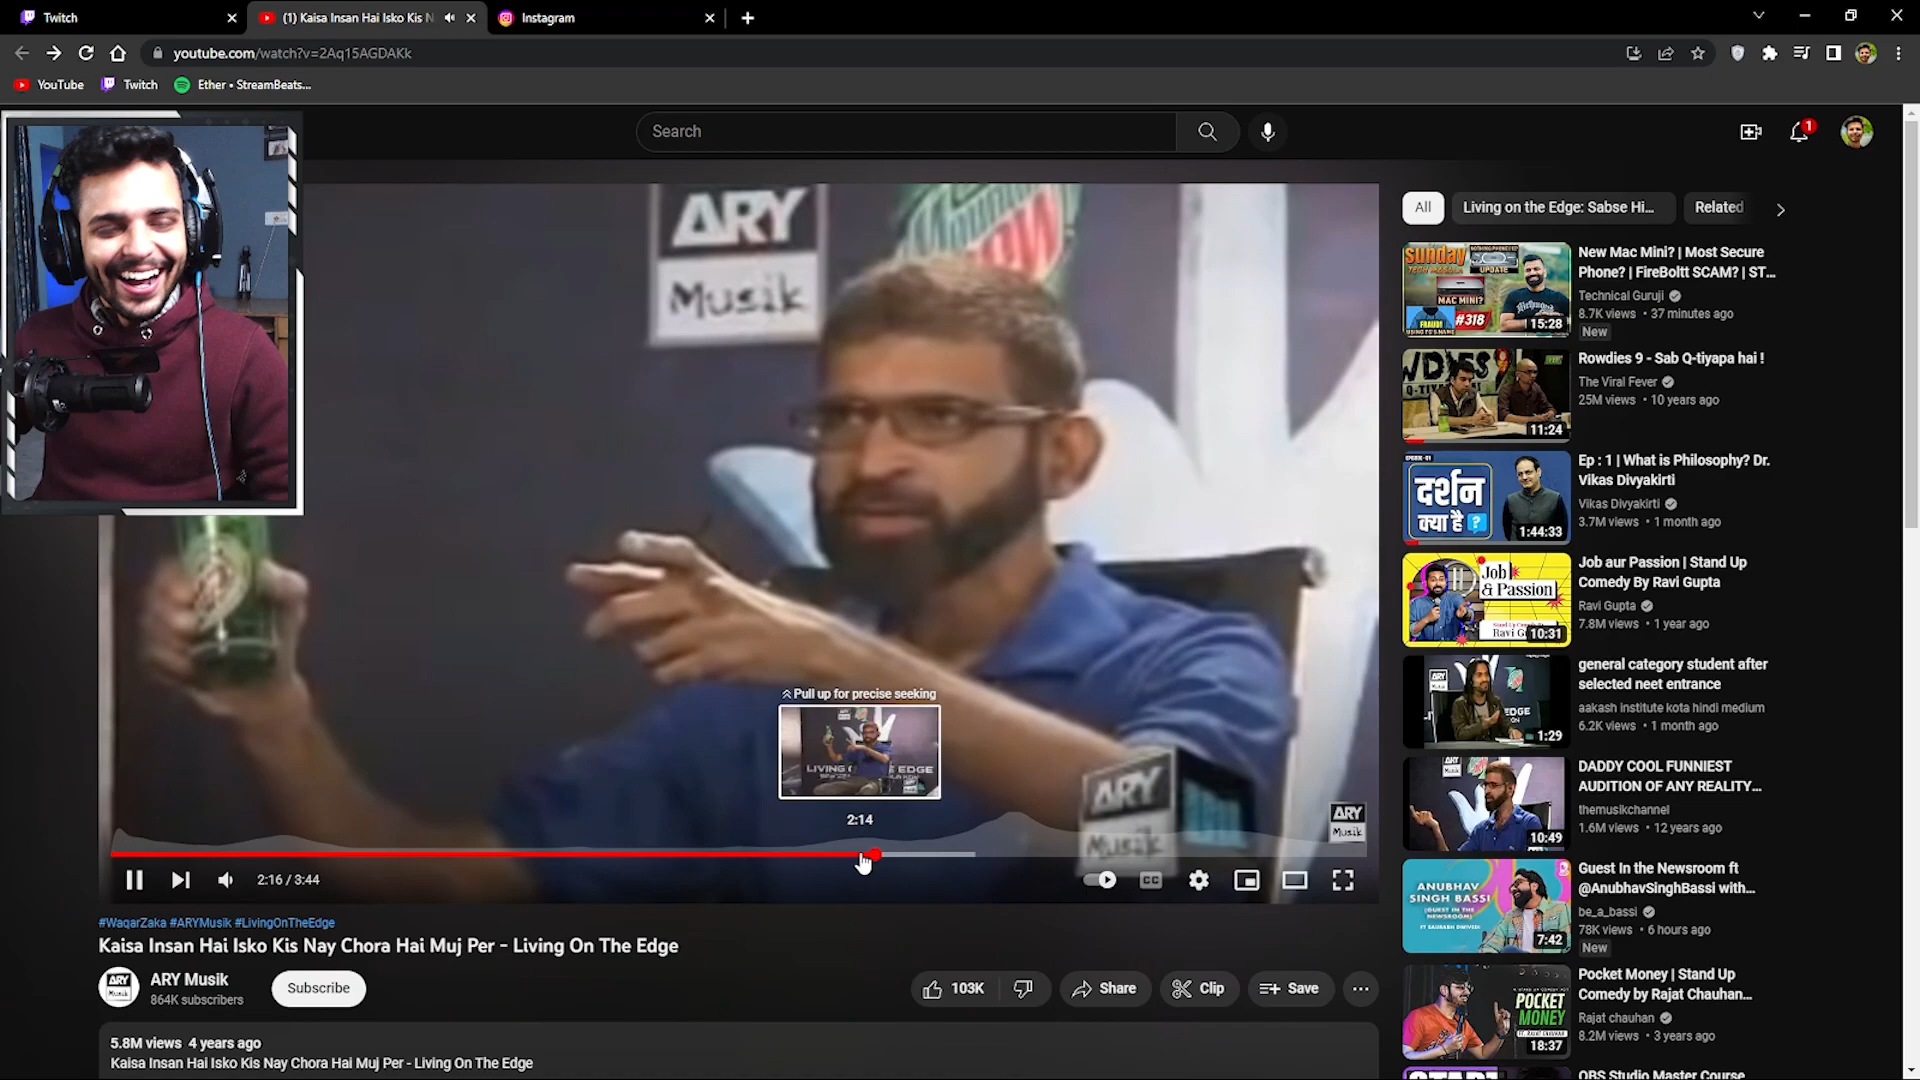 Twitch
(1) Kaisa Insan Hai Isko Kis N
Instagram
youtube.com/watch?v=2Aq15AGDAKk
YouTube
Twitch
Ether • StreamBeats...
Search
1
ARY
Musik
All
Living on the Edge: Sabse Hi...
Related
Sunday
UPDATE
MAC MINI?
#318
15:28
New Mac Mini? | Most Secure
Phone? | FireBoltt SCAM? | ST...
Technical Guruji
8.7K views • 37 minutes ago
New
11:24
Rowdies 9 - Sab Q-tiyapa hai !
The Viral Fever
25M views • 10 years ago
दर्शन
क्या है ?
1:44:33
Ep : 1 | What is Philosophy? Dr.
Vikas Divyakirti
Vikas Divyakirti
3.7M views • 1 month ago
Job
& Passion
10:31
Job aur Passion | Stand Up
Comedy By Ravi Gupta
Ravi Gupta
7.8M views • 1 year ago
1:29
general category student after
selected neet entrance
aakash institute kota hindi medium
6.2K views • 1 month ago
10:49
DADDY COOL FUNNIEST
AUDITION OF ANY REALITY...
themusikchannel
1.6M views • 12 years ago
ANUBHAV
SINGH BASSI
7:42
Guest In the Newsroom ft
@AnubhavSinghBassi with...
be_a_bassi
78K views • 6 hours ago
New
POCKET
MONEY
18:37
Pocket Money | Stand Up
Comedy by Rajat Chauhan...
Rajat chauhan
8.2M views • 3 years ago
OBS Studio Master Course
Pull up for precise seeking
LIVING
EDGE
2:14
ARY
Musik
ARY
Musik
2:16 / 3:44
CC
#WaqarZaka #ARYMusik #LivingOnTheEdge
Kaisa Insan Hai Isko Kis Nay Chora Hai Muj Per - Living On The Edge
ARY Musik
864K subscribers
Subscribe
103K
Share
Clip
Save
5.8M views 4 years ago
Kaisa Insan Hai Isko Kis Nay Chora Hai Muj Per - Living On The Edge